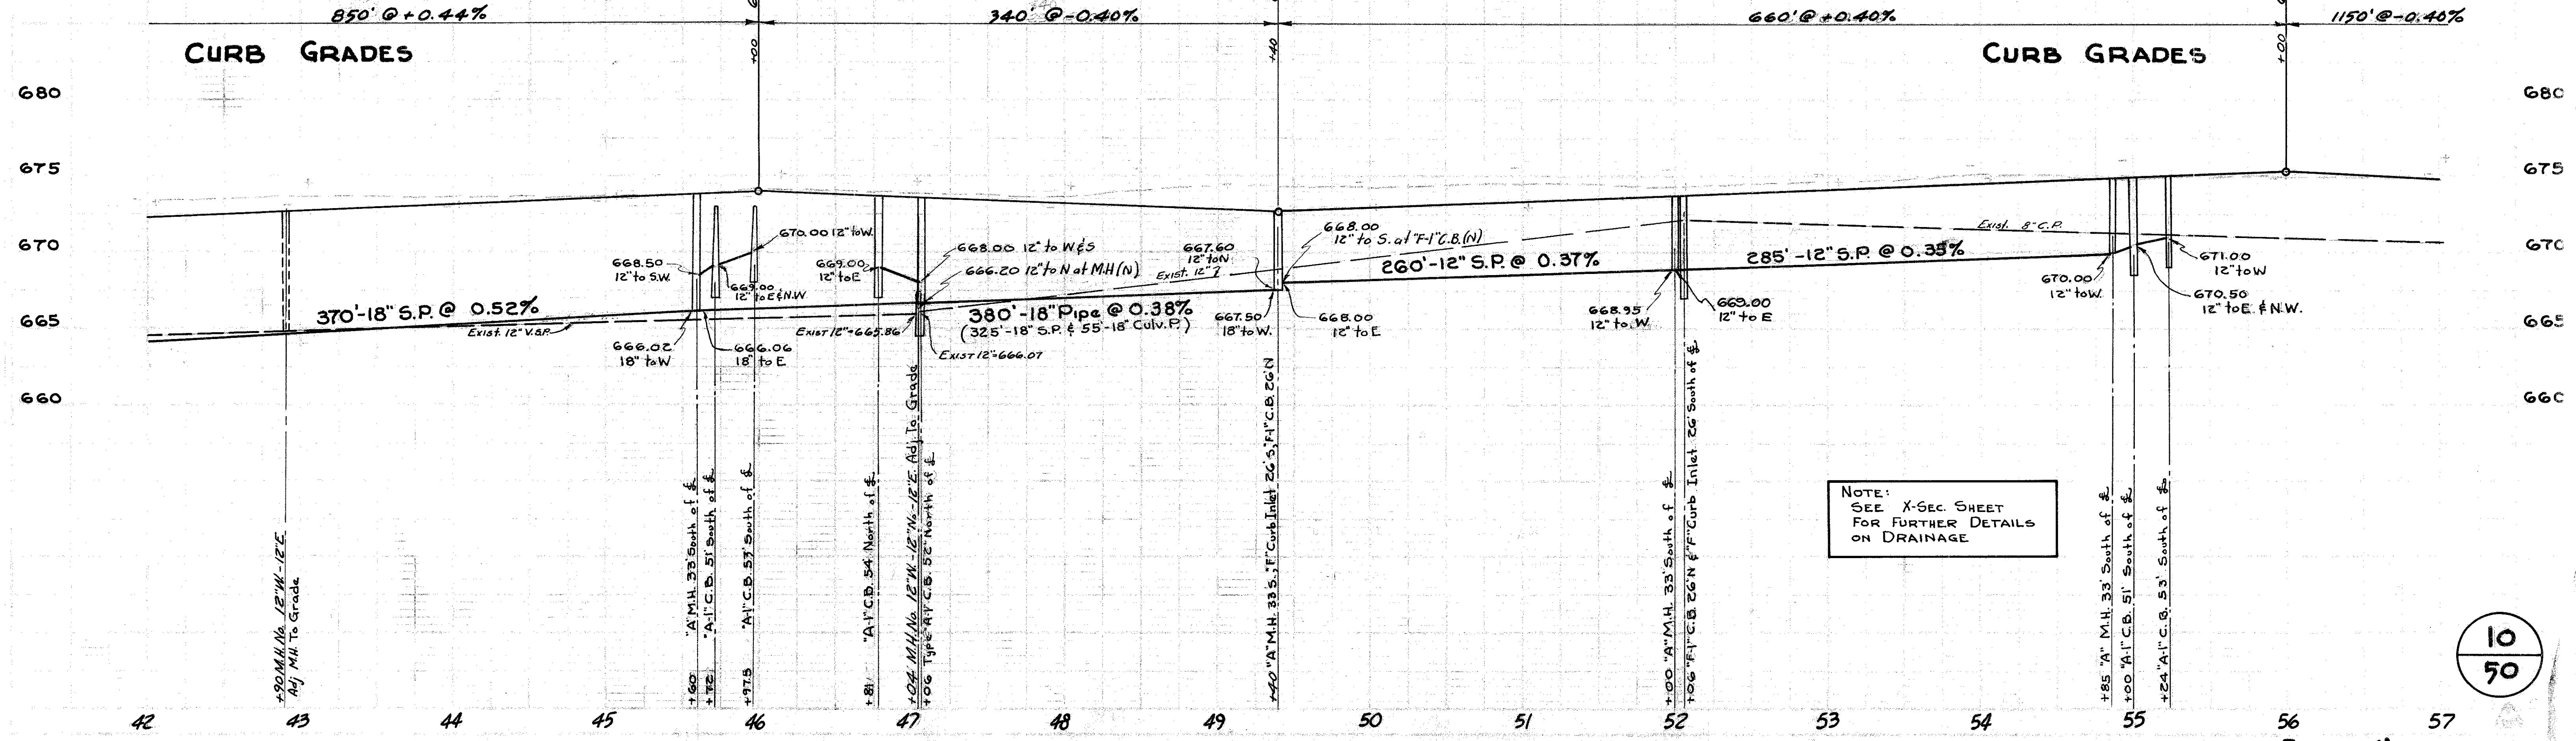 850' @ +0.44%
340' @ -0.40%
660' @ +0.40%
1150' @ -0.40%
+00
+40
+00
CURB GRADES
CURB GRADES
680
680
675
675
670
670
665
665
660
660
668.50
12" to S.W.
669.00
12" to E & N.W.
670.00 12" to W.
669.00
12" to E
668.00 12" to W & S
666.20 12" to N at M.H.(N)
Exist. 12" ?
667.60
12" to N
668.00
12" to S. at "F-1" C.B.(N)
Exist. 8" C.P.
370'-18" S.P. @ 0.52%
Exist. 12" V.S.P.
380'-18" Pipe @ 0.38%
(325'-18" S.P. & 55'-18" Culv. P.)
260'-12" S.P. @ 0.37%
285'-12" S.P. @ 0.35%
666.02
18" to W
666.06
18" to E
EXIST 12"=665.86
EXIST 12"=666.07
667.50
18" to W.
668.00
12" to E
668.95
12" to W
669.00
12" to E
670.00
12" to W.
671.00
12" to W
670.50
12" to E. & N.W.
+90 M.H. No. 12"W.-12"E
Adj. M.H. To Grade
+60 "A" M.H. 33' South of ℄
+72 "A-1" C.B. 51' South of ℄
+97.5 "A-1" C.B. 53' South of ℄
+81 "A-1" C.B. 54' North of ℄
+04 M.H. No. 12"W.-12"No.-12"E. Adj. To Grade
+06 Type "A-1" C.B. 52' North of ℄
+40 "A" M.H. 33' S., "F" Curb Inlet 26' S, "F-1" C.B. 26' N
+00 "A" M.H. 33' South of ℄
+06 "F-1" C.B. 26' N & "F" Curb Inlet 26' South of ℄
+85 "A" M.H. 33' South of ℄
+00 "A-1" C.B. 51' South of ℄
+24 "A-1" C.B. 53' South of ℄
NOTE:
SEE X-SEC. SHEET
FOR FURTHER DETAILS
ON DRAINAGE
10
50
42 43 44 45 46 47 48 49 50 51 52 53 54 55 56 57